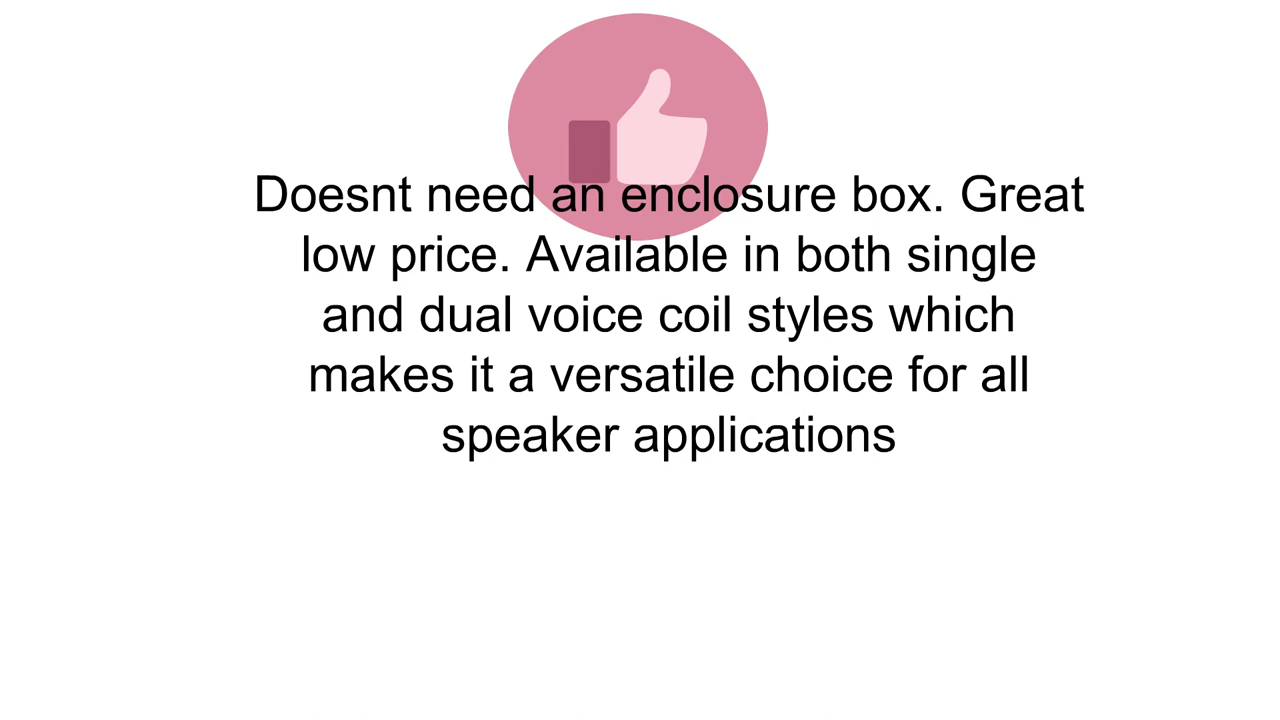 Doesnt need an enclosure box. Great
low price. Available in both single
and dual voice coil styles which
makes it a versatile choice for all
speaker applications